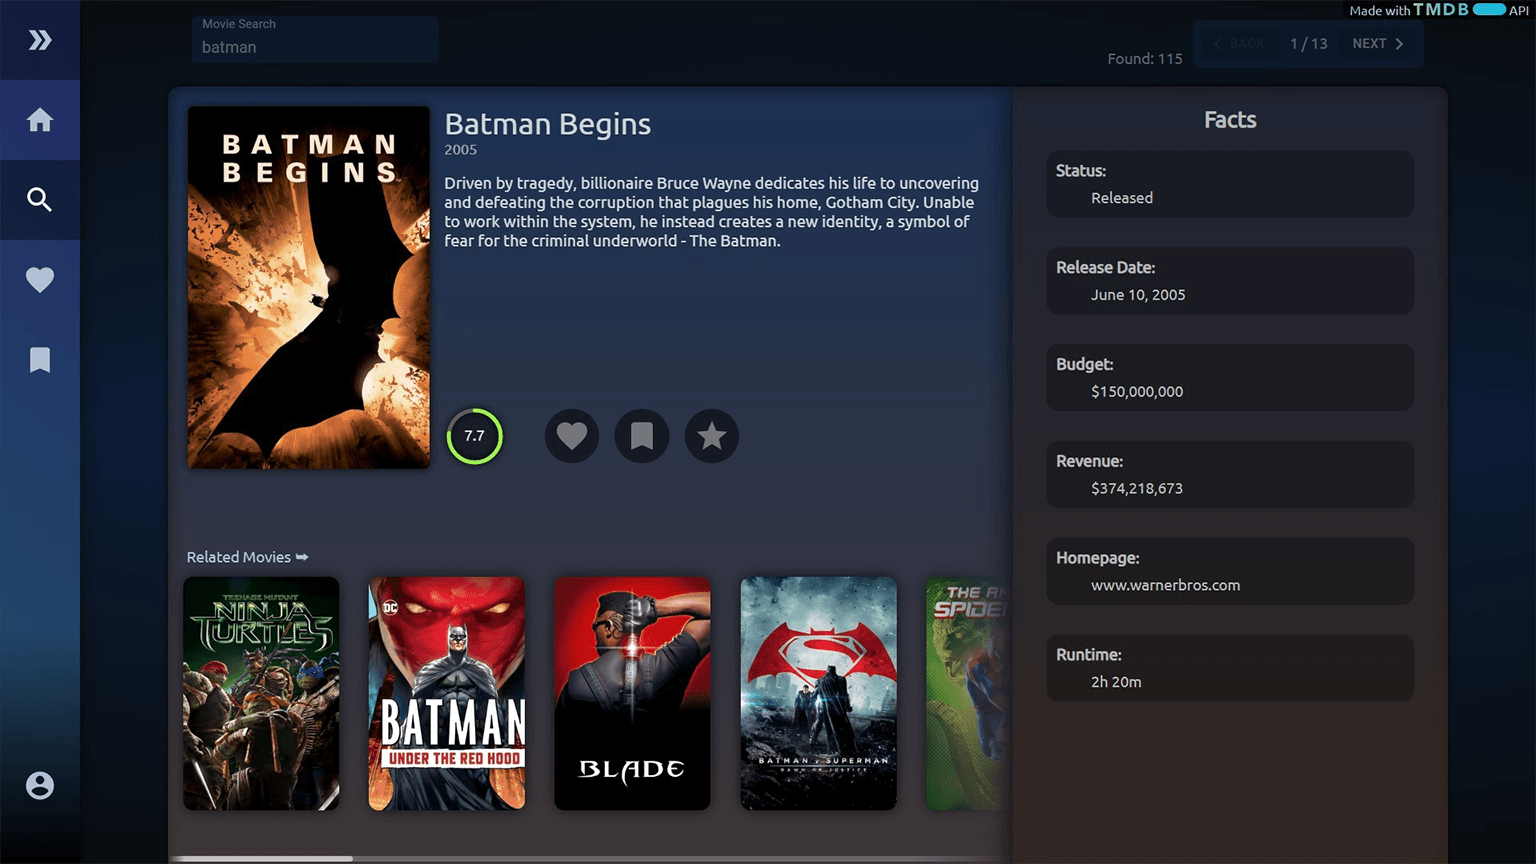 Made with TMDB API
Movie Search
batman
Found: 115
BACK
1 / 13
NEXT
BATMAN
BEGINS
Batman Begins
2005
Driven by tragedy, billionaire Bruce Wayne dedicates his life to uncovering
and defeating the corruption that plagues his home, Gotham City. Unable
to work within the system, he instead creates a new identity, a symbol of
fear for the criminal underworld - The Batman.
7.7
Related Movies
TEENAGE MUTANT
NINJA
TURTLES
DC
BATMAN
UNDER THE RED HOOD
BLADE
BATMAN v SUPERMAN
DAWN OF JUSTICE
THE
SPIDE
Facts
Status:
Released
Release Date:
June 10, 2005
Budget:
$150,000,000
Revenue:
$374,218,673
Homepage:
www.warnerbros.com
Runtime:
2h 20m